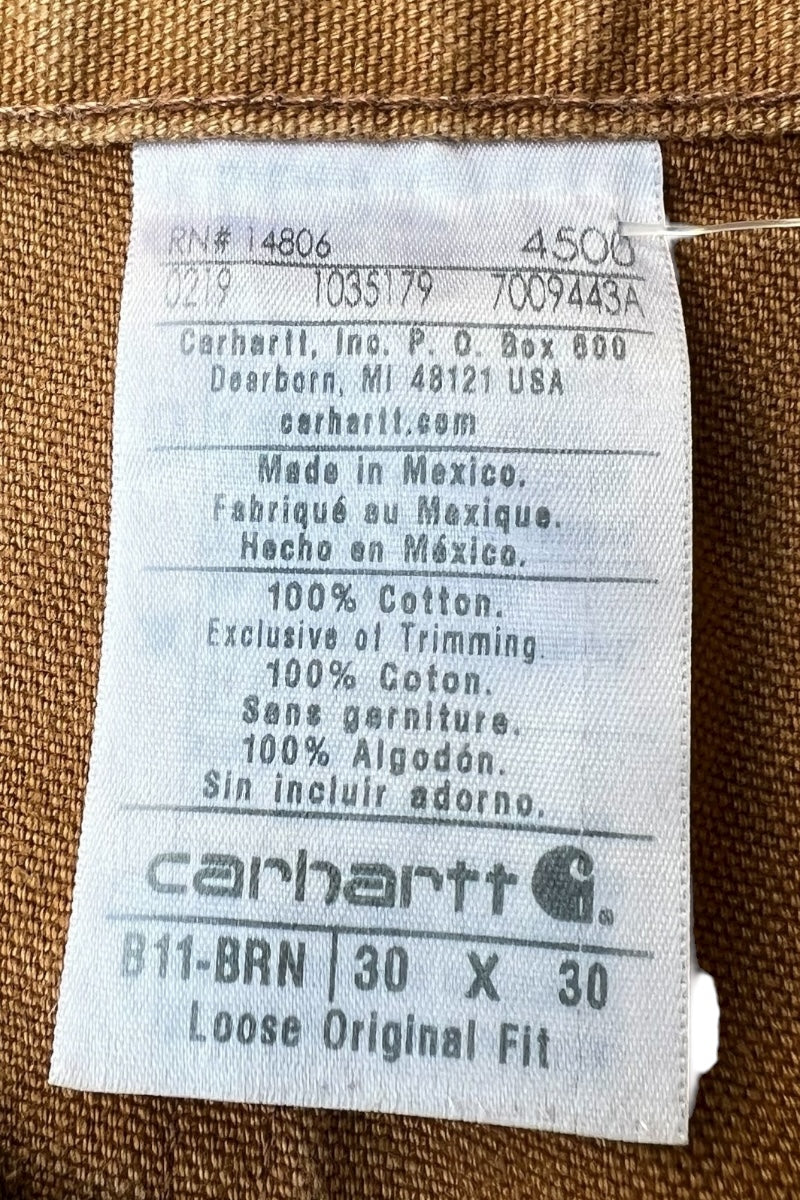 RN# 14806 4500
0219 1035179 7009443A
Carhartt, Inc. P. O. Box 600
Dearborn, MI 48121 USA
carhartt.com
Made in Mexico.
Fabriqué au Mexique.
Hecho en México.
100% Cotton.
Exclusive of Trimming.
100% Coton.
Sans garniture.
100% Algodón.
Sin incluir adorno.
carhartt
B11-BRN 30 X 30
Loose Original Fit